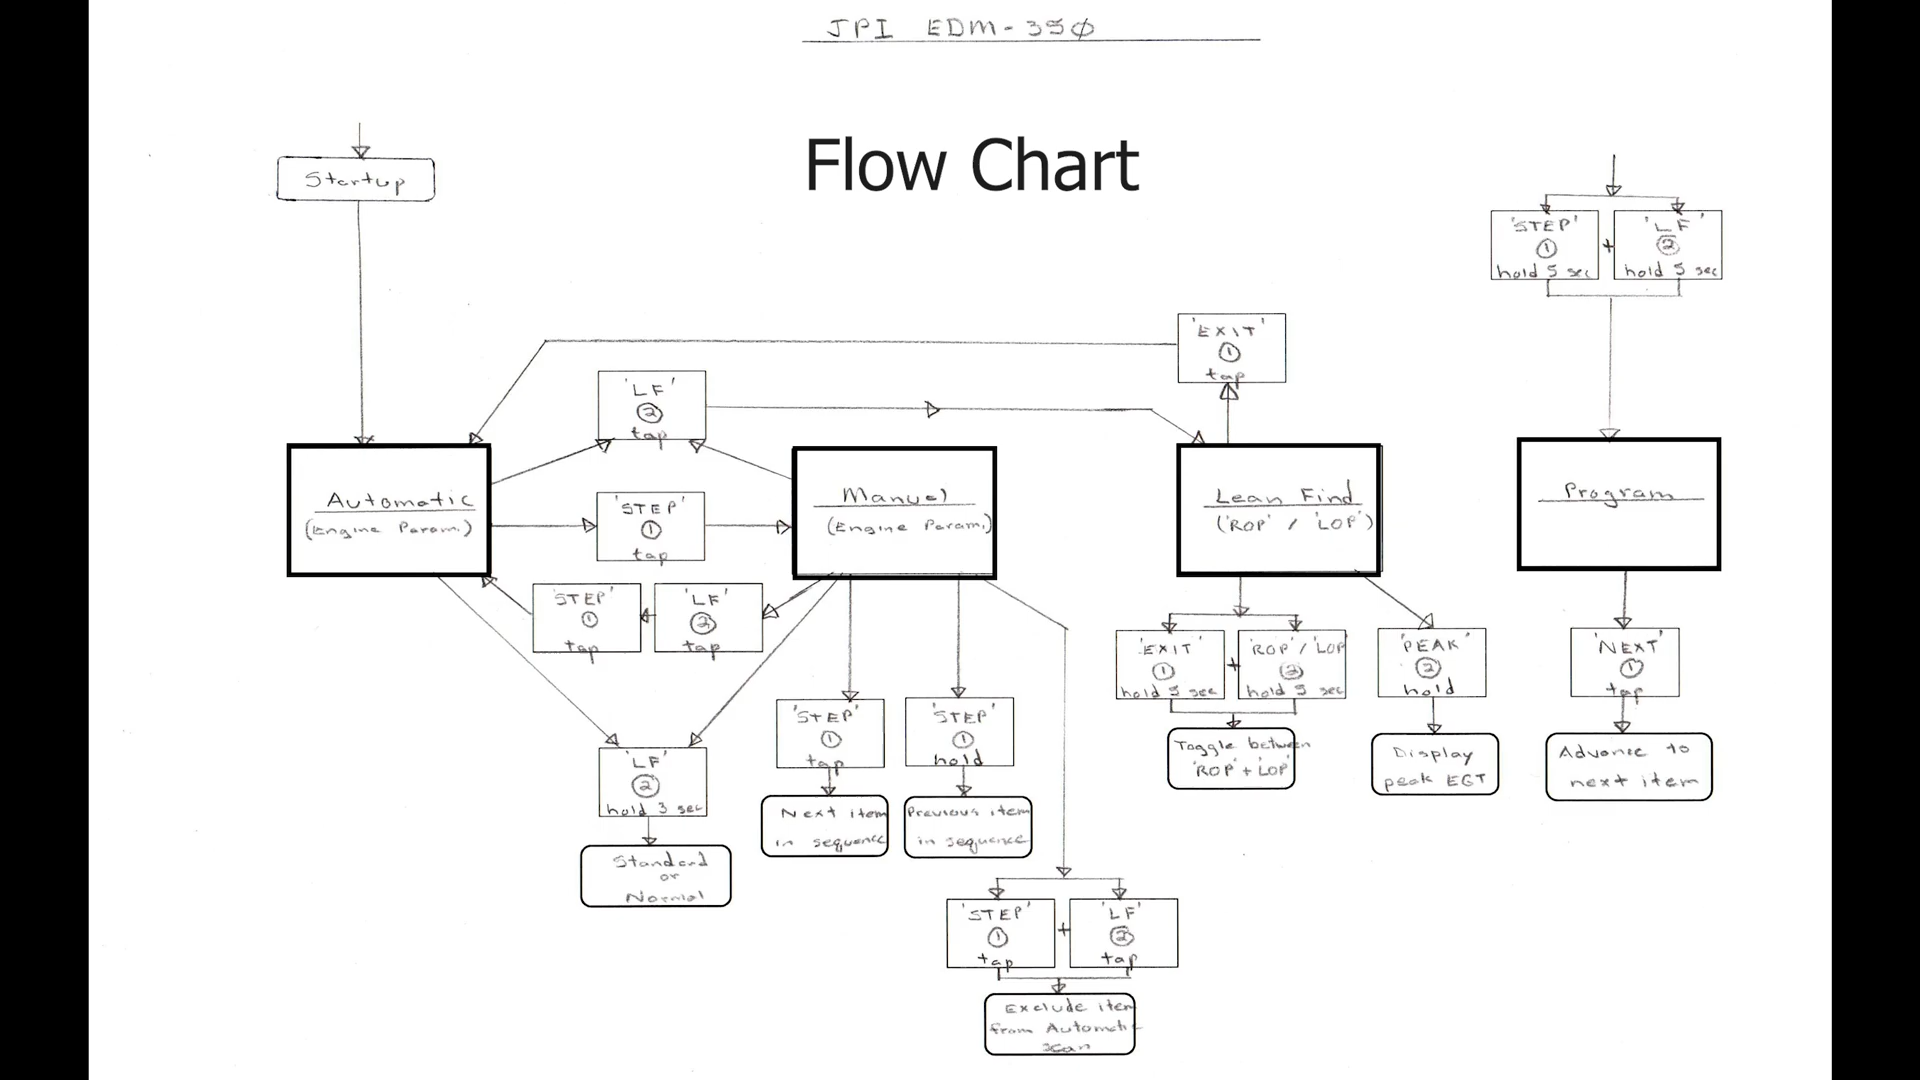 JPI EDM-350
Flow Chart
Startup
'STEP'
1
hold 5 sec
+
'LF'
2
hold 5 sec
'EXIT'
1
tap
'LF'
2
tap
Automatic
(Engine Param.)
'STEP'
1
tap
Manual
(Engine Param.)
Lean Find
('ROP' / 'LOP')
Program
'STEP'
1
tap
'LF'
2
tap
'EXIT'
1
hold 5 sec
+
'ROP'/'LOP
2
hold 5 sec
'PEAK'
2
hold
'NEXT'
1
tap
'STEP'
1
tap
'STEP'
1
hold
Toggle between
'ROP' + 'LOP'
Display
peak EGT
Advance to
next item
'LF'
2
hold 3 sec
Next item
in sequence
Previous item
in sequence
Standard
or
Normal
'STEP'
1
tap
+
'LF'
2
tap
Exclude item
from Automatic
scan